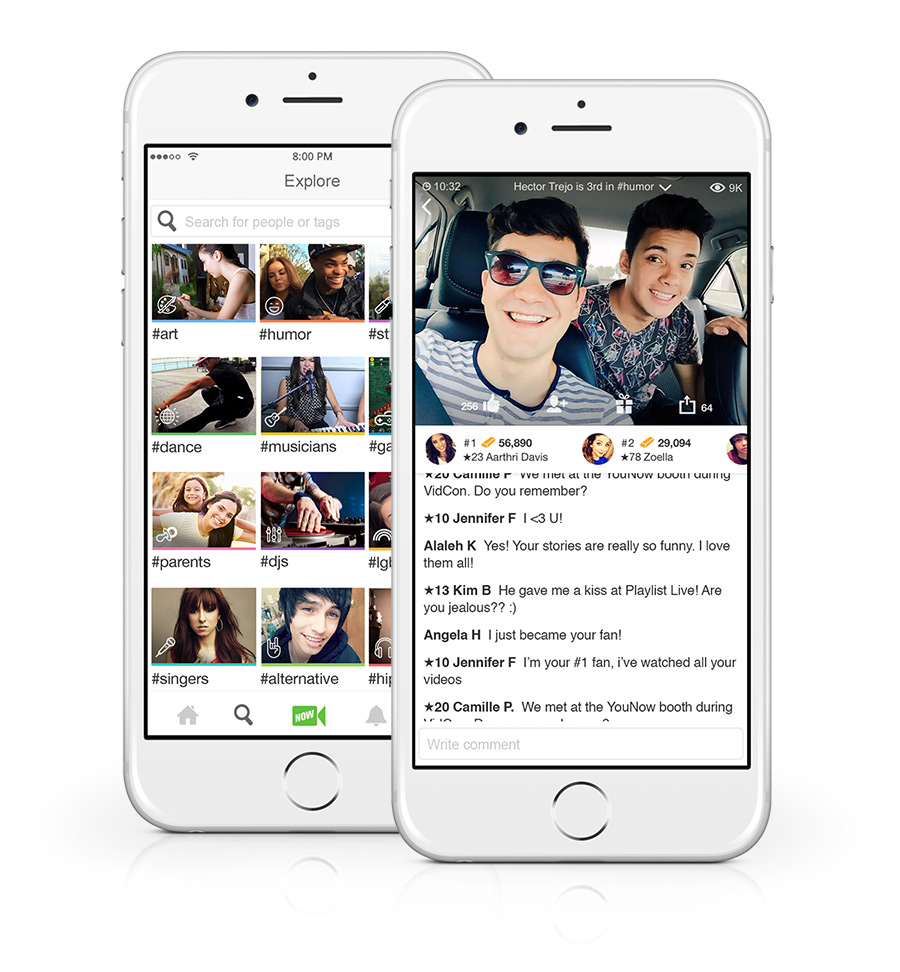 8:00 PM
Explore
Search for people or tags
#art
#humor
#st
#dance
#musicians
#ga
#parents
#djs
#lgl
#singers
#alternative
#hip
NOW
10:32
Hector Trejo is 3rd in #humor
9K
256
64
#1 56,890
★23 Aarthri Davis
#2 29,094
★78 Zoella
★20 Camille P We met at the YouNow booth during
VidCon. Do you remember?
★10 Jennifer F I <3 U!
Alaleh K Yes! Your stories are really so funny. I love
them all!
★13 Kim B He gave me a kiss at Playlist Live! Are
you jealous?? :)
Angela H I just became your fan!
★10 Jennifer F I'm your #1 fan, i've watched all your
videos
★20 Camille P. We met at the YouNow booth during
Write comment